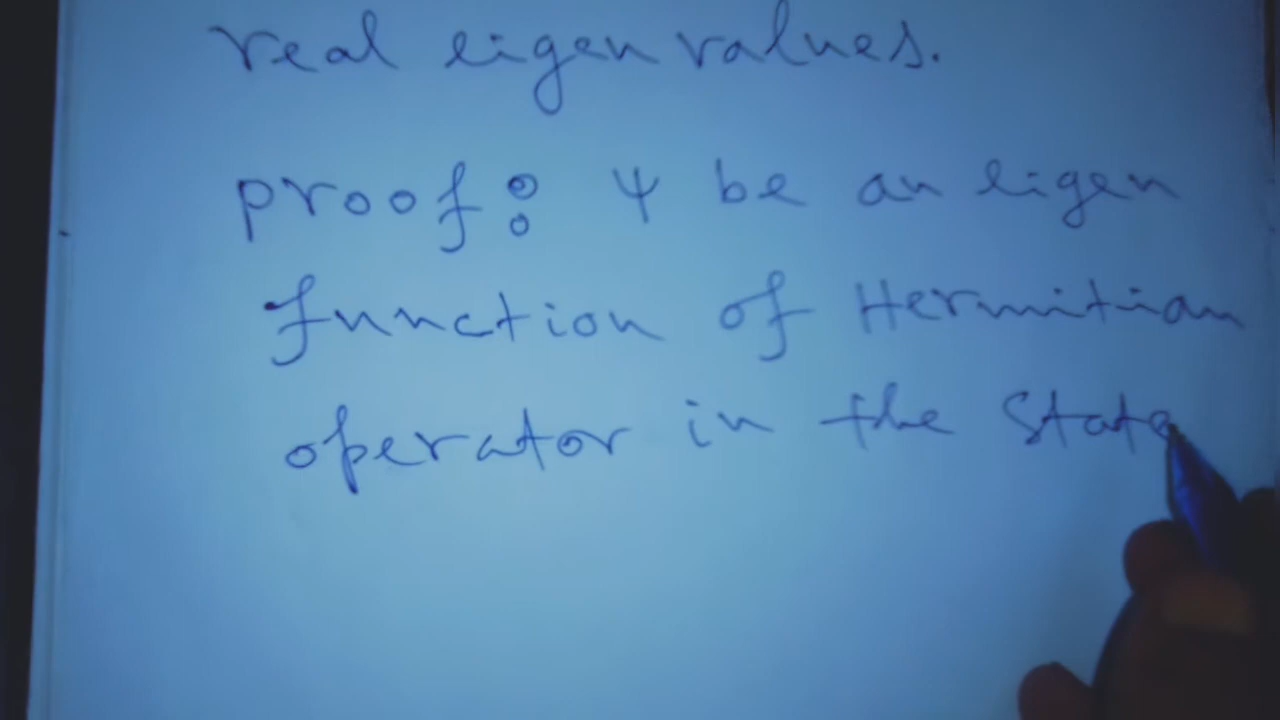 real eigen values.
proof: ψ be an eigen
function of Hermitian
operator in the State